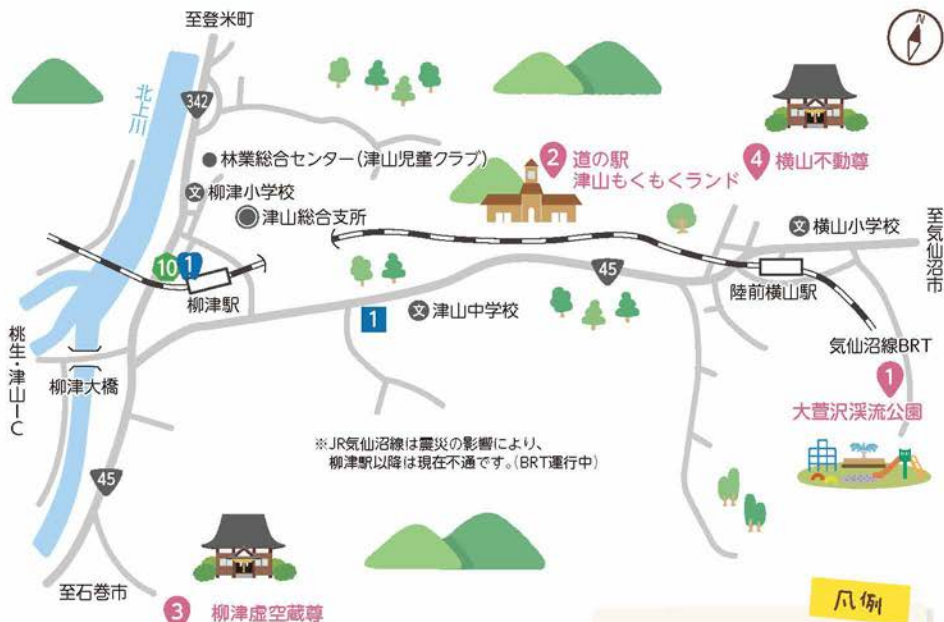 至登米町
N
北上川
342
林業総合センター(津山児童クラブ)
文 柳津小学校
津山総合支所
2 道の駅
津山もくもくランド
4 横山不動尊
文 横山小学校
至気仙沼市
10
1
柳津駅
45
陸前横山駅
1
文 津山中学校
気仙沼線BRT
桃生・津山IC
柳津大橋
1
大萱沢渓流公園
※JR気仙沼線は震災の影響により、
柳津駅以降は現在不通です。(BRT運行中)
45
至石巻市
3 柳津虚空蔵尊
凡例